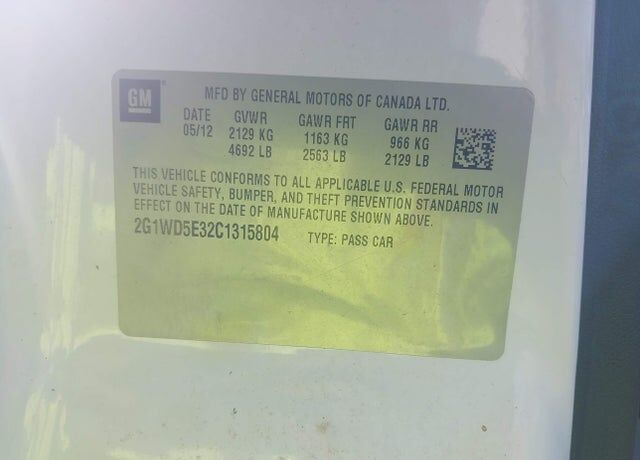 GM
MFD BY GENERAL MOTORS OF CANADA LTD.
DATE GVWR GAWR FRT GAWR RR
05/12 2129 KG 1163 KG 966 KG
4692 LB 2563 LB 2129 LB
THIS VEHICLE CONFORMS TO ALL APPLICABLE U.S. FEDERAL MOTOR
VEHICLE SAFETY, BUMPER, AND THEFT PREVENTION STANDARDS IN
EFFECT ON THE DATE OF MANUFACTURE SHOWN ABOVE.
2G1WD5E32C1315804 TYPE: PASS CAR